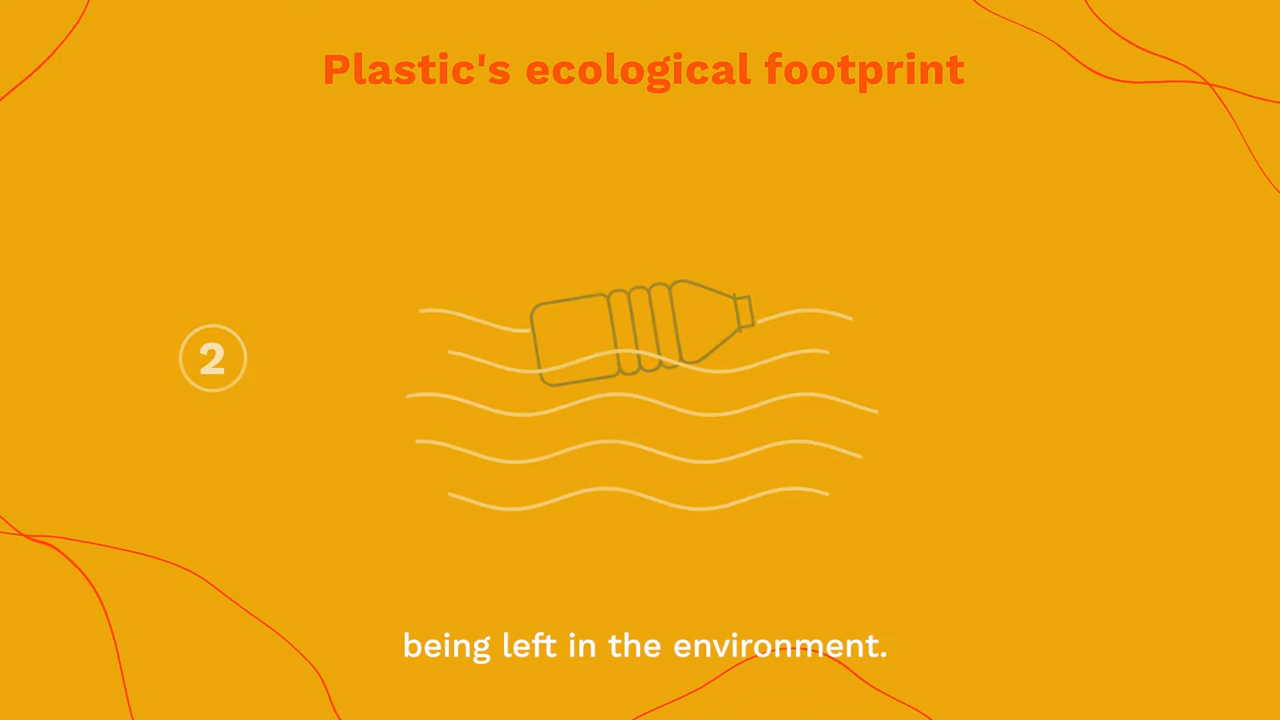 Plastic's ecological footprint
2
being left in the environment.